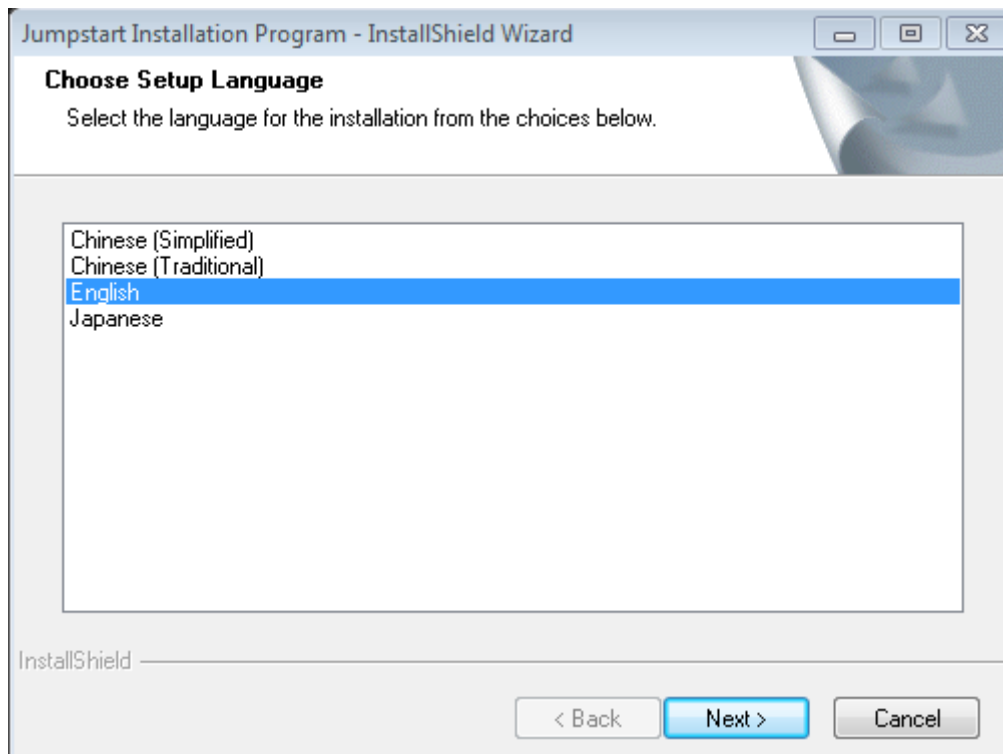 Jumpstart Installation Program - InstallShield Wizard
Choose Setup Language
Select the language for the installation from the choices below.
Chinese (Simplified)
Chinese (Traditional)
English
Japanese
InstallShield
< Back Next > Cancel